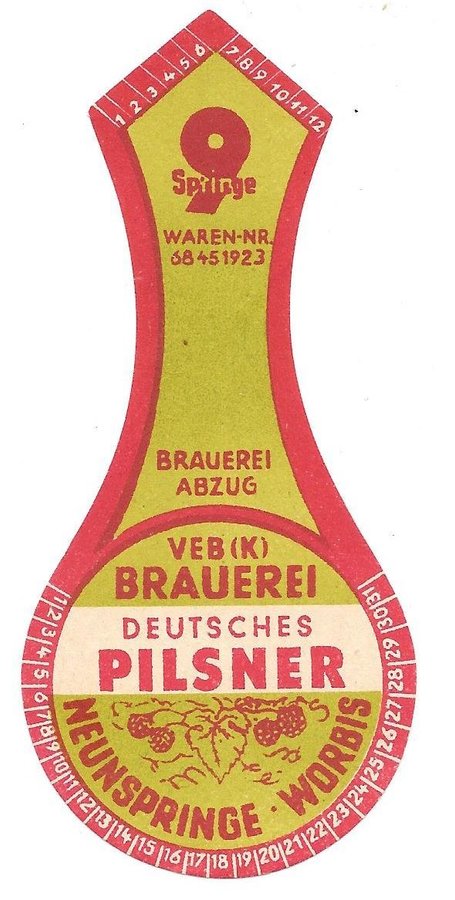 1 2 3 4 5 6 7 8 9 10 11 12
9
Springe
WAREN-NR.
68451923
BRAUEREI
ABZUG
VEB (K)
BRAUEREI
DEUTSCHES
PILSNER
NEUNSPRINGE · WORBIS
1 2 3 4 5 6 7 8 9 10 11 12 13 14 15 16 17 18 19 20 21 22 23 24 25 26 27 28 29 30 31